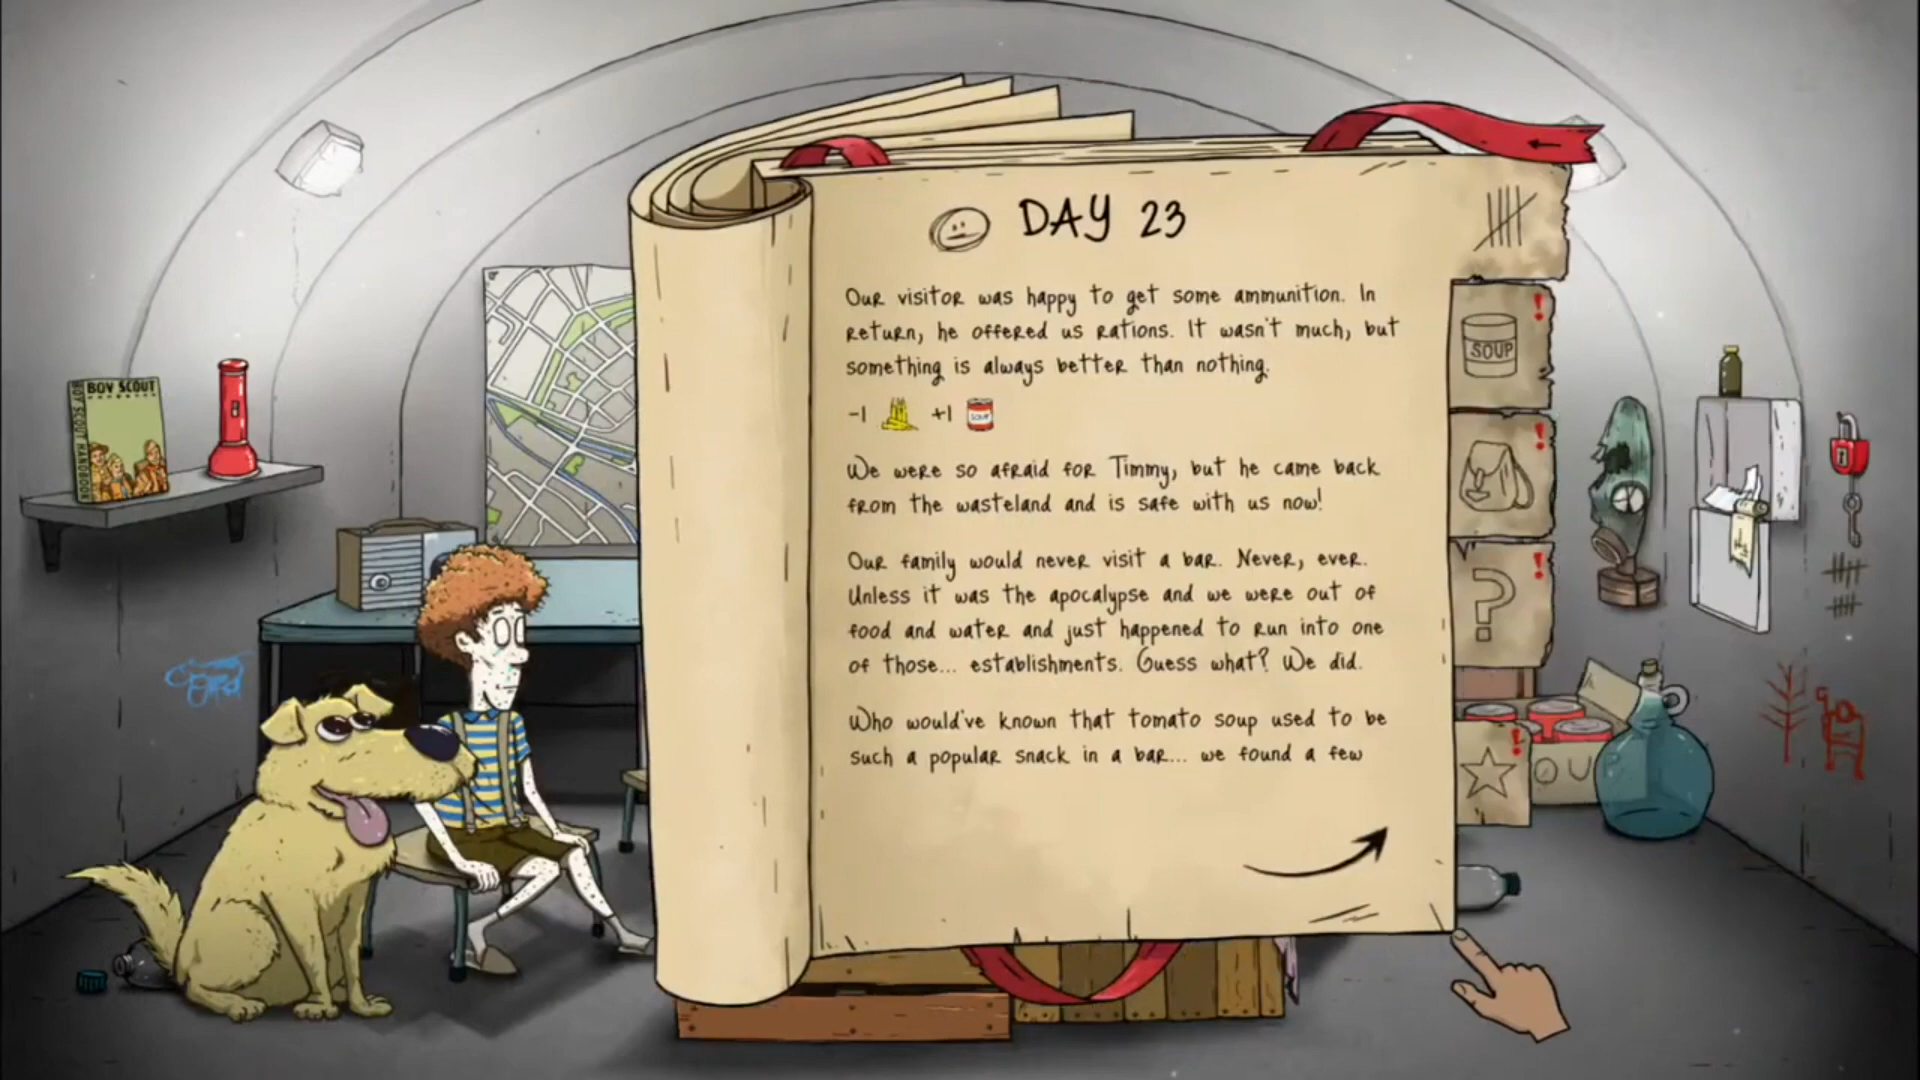 BOY SCOUT
BOY SCOUT HANDBOOK
DAY 23
Our visitor was happy to get some ammunition. In
return, he offered us rations. It wasn't much, but
something is always better than nothing.
-1 +1 SOUP
We were so afraid for Timmy, but he came back
from the wasteland and is safe with us now!
Our family would never visit a bar. Never, ever.
Unless it was the apocalypse and we were out of
food and water and just happened to run into one
of those... establishments. Guess what? We did.
Who would've known that tomato soup used to be
such a popular snack in a bar... we found a few
!
SOUP
!
!
?
!
OU